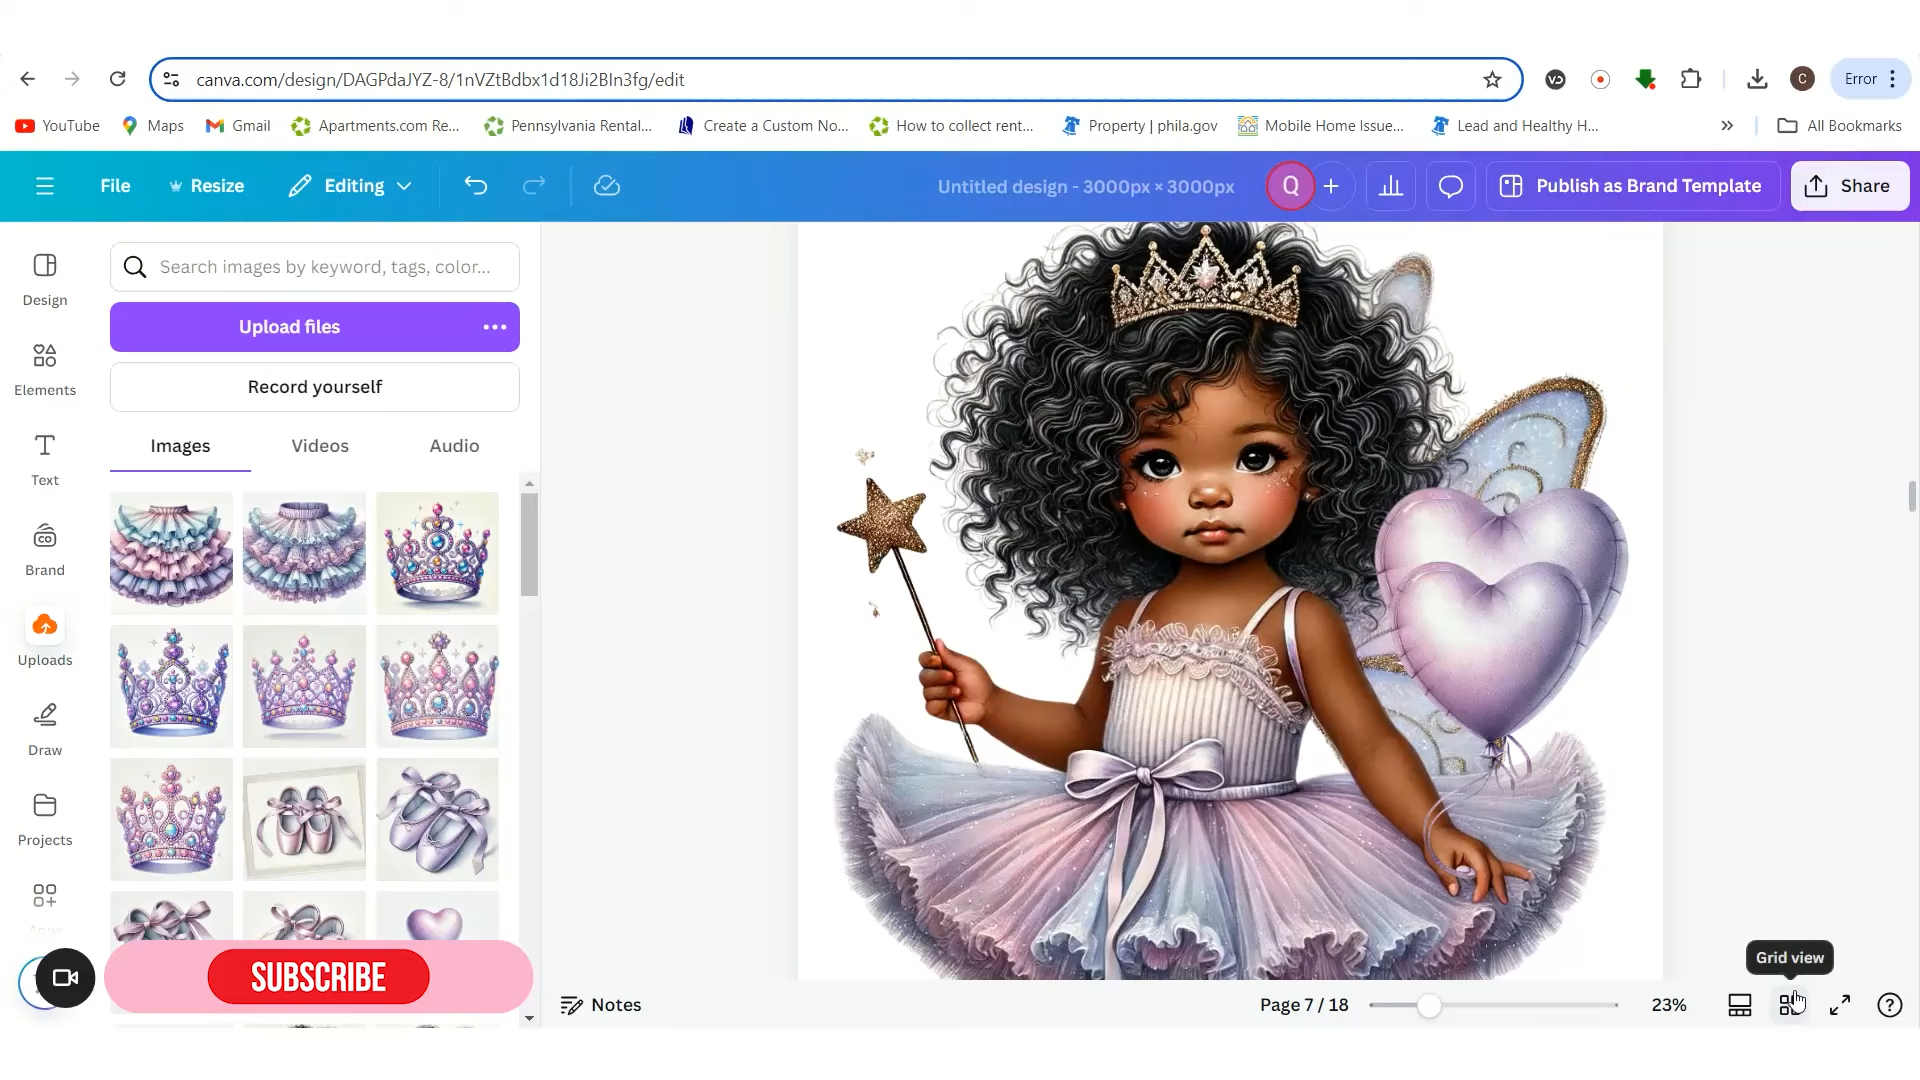 canva.com/design/DAGPdaJYZ-8/1nVZtBdbx1d18Ji2BIn3fg/edit
C
Error
YouTube
Maps
Gmail
Apartments.com Re...
Pennsylvania Rental...
Create a Custom No...
How to collect rent...
Property | phila.gov
Mobile Home Issue...
Lead and Healthy H...
All Bookmarks
File
Resize
Editing
Untitled design - 3000px × 3000px
Q
Publish as Brand Template
Share
Design
Elements
Text
Brand
Uploads
Draw
Projects
Apps
Search images by keyword, tags, color...
Upload files
Record yourself
Images
Videos
Audio
SUBSCRIBE
Grid view
Notes
Page 7 / 18
23%